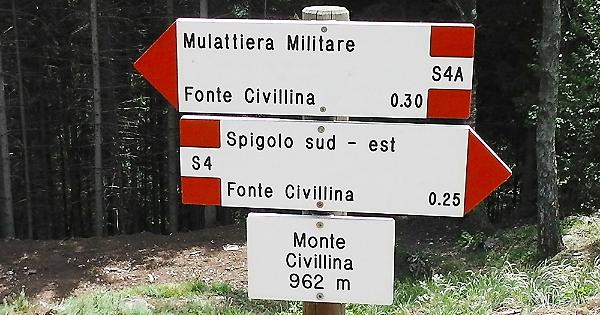 Mulattiera Militare
S4A
Fonte Civillina 0.30
Spigolo sud - est
S4
Fonte Civillina 0.25
Monte
Civillina
962 m